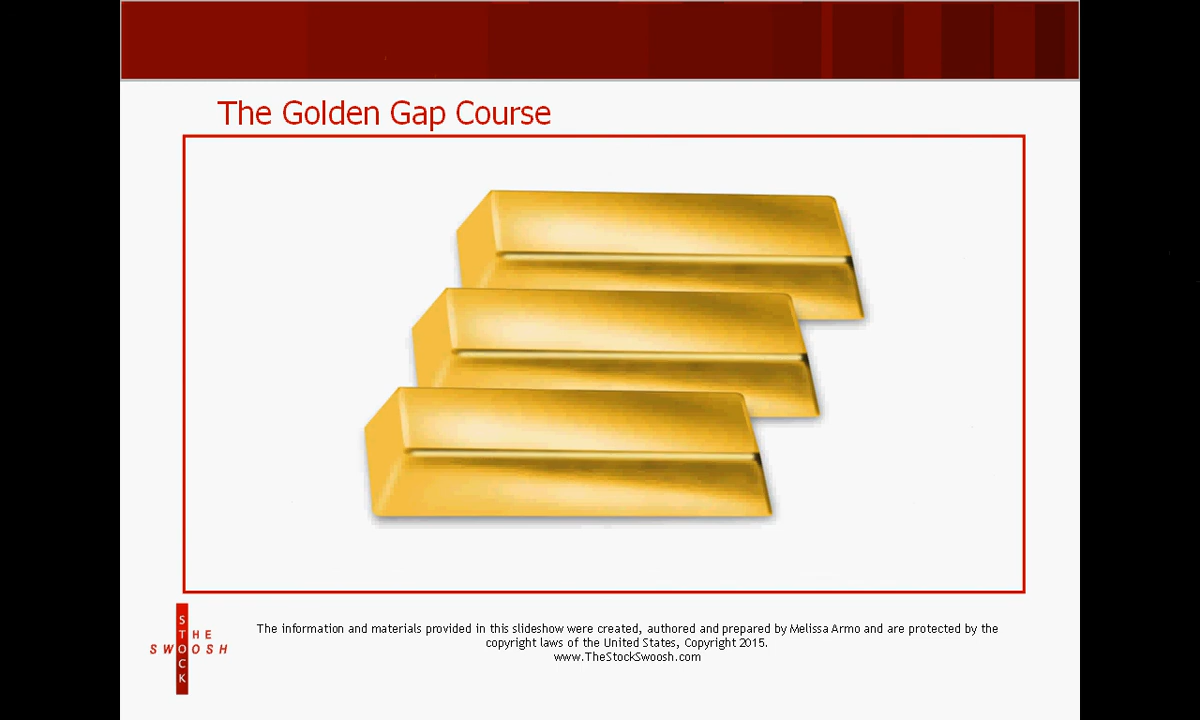 The Golden Gap Course
STOCK
THE
SWOOSH
The information and materials provided in this slideshow were created, authored and prepared by Melissa Armo and are protected by the
copyright laws of the United States, Copyright 2015.
www.TheStockSwoosh.com